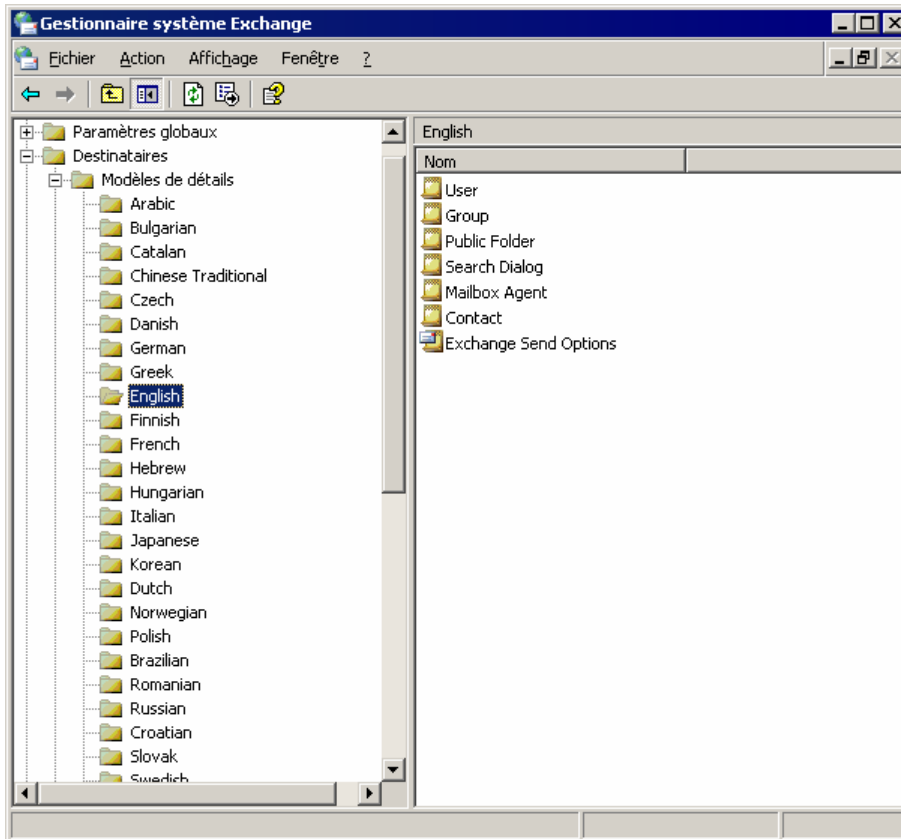 Gestionnaire système Exchange
Fichier Action Affichage Fenêtre ?
Paramètres globaux
Destinataires
Modèles de détails
Arabic
Bulgarian
Catalan
Chinese Traditional
Czech
Danish
German
Greek
English
Finnish
French
Hebrew
Hungarian
Italian
Japanese
Korean
Dutch
Norwegian
Polish
Brazilian
Romanian
Russian
Croatian
Slovak
Swedish
English
Nom
User
Group
Public Folder
Search Dialog
Mailbox Agent
Contact
Exchange Send Options